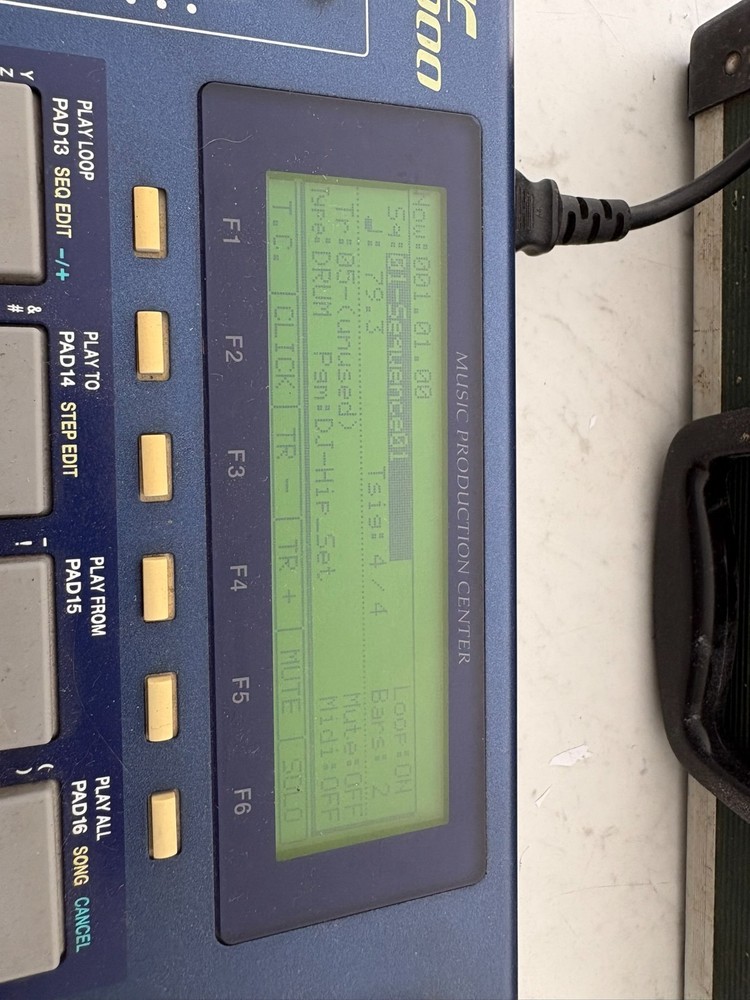 500
MUSIC PRODUCTION CENTER
Now:001.01.00
Sq:01-Sequence01 Loop:ON
♩: 79.3 Tsig: 4/4 Bars: 2
Tr:05-(unused) Mute:OFF
Type:DRUM Pgm:DJ-Hip_Set Midi:OFF
T.C. CLICK TR - TR + MUTE SOLO
F1 F2 F3 F4 F5 F6
PLAY LOOP PLAY TO PLAY FROM PLAY ALL
PAD13 SEQ EDIT -/+ PAD14 STEP EDIT PAD15 PAD16 SONG CANCEL
Y & - (
Z # ! )